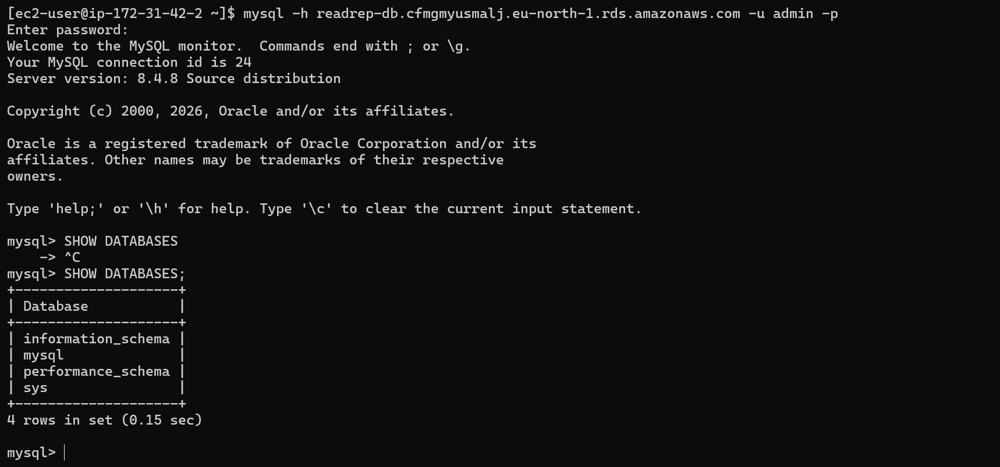 [ec2-user@ip-172-31-42-2 ~]$ mysql -h readrep-db.cfmgmyusmalj.eu-north-1.rds.amazonaws.com -u admin -p
Enter password:
Welcome to the MySQL monitor.  Commands end with ; or \g.
Your MySQL connection id is 24
Server version: 8.4.8 Source distribution

Copyright (c) 2000, 2026, Oracle and/or its affiliates.

Oracle is a registered trademark of Oracle Corporation and/or its
affiliates. Other names may be trademarks of their respective
owners.

Type 'help;' or '\h' for help. Type '\c' to clear the current input statement.

mysql> SHOW DATABASES
    -> ^C
mysql> SHOW DATABASES;
+--------------------+
| Database           |
+--------------------+
| information_schema |
| mysql              |
| performance_schema |
| sys                |
+--------------------+
4 rows in set (0.15 sec)

mysql>